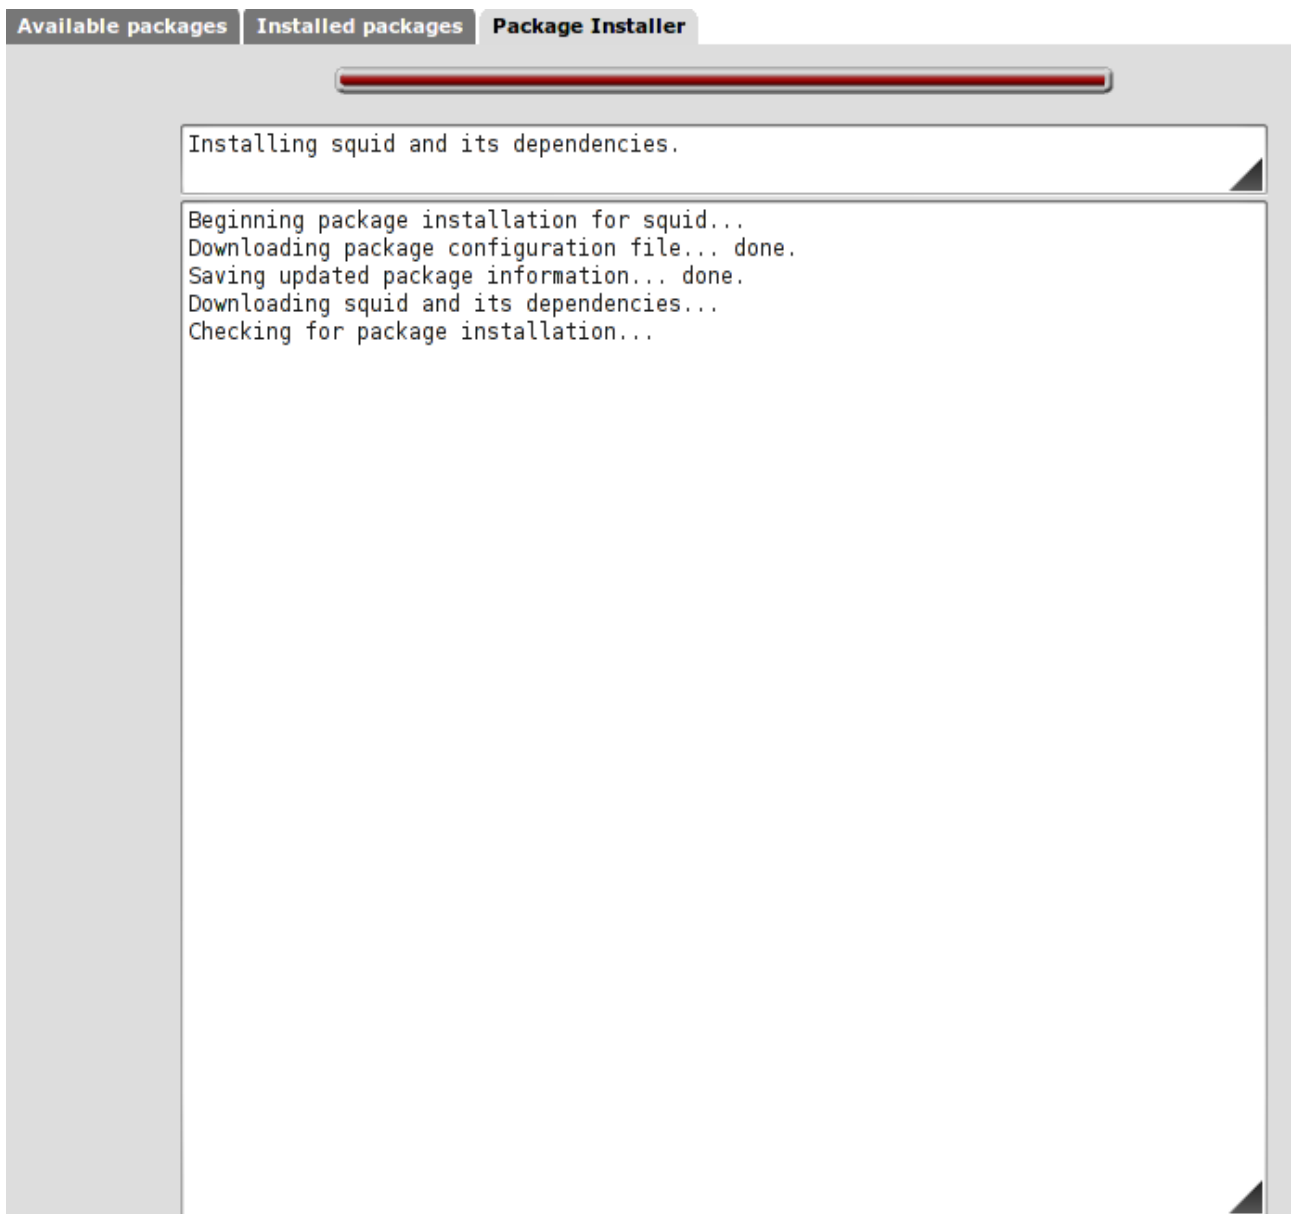 Available packages Installed packages Package Installer
Installing squid and its dependencies.
Beginning package installation for squid...
Downloading package configuration file... done.
Saving updated package information... done.
Downloading squid and its dependencies...
Checking for package installation...